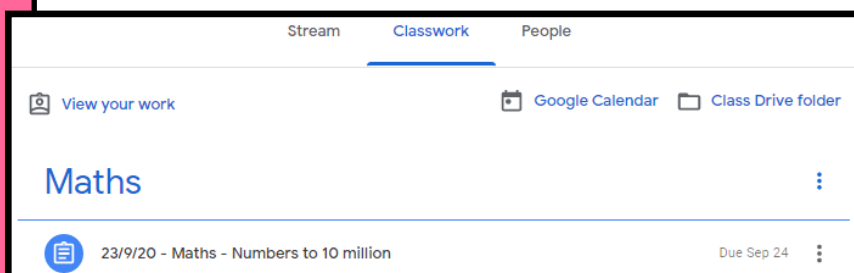 Stream Classwork People
View your work Google Calendar Class Drive folder
Maths
23/9/20 - Maths - Numbers to 10 million Due Sep 24